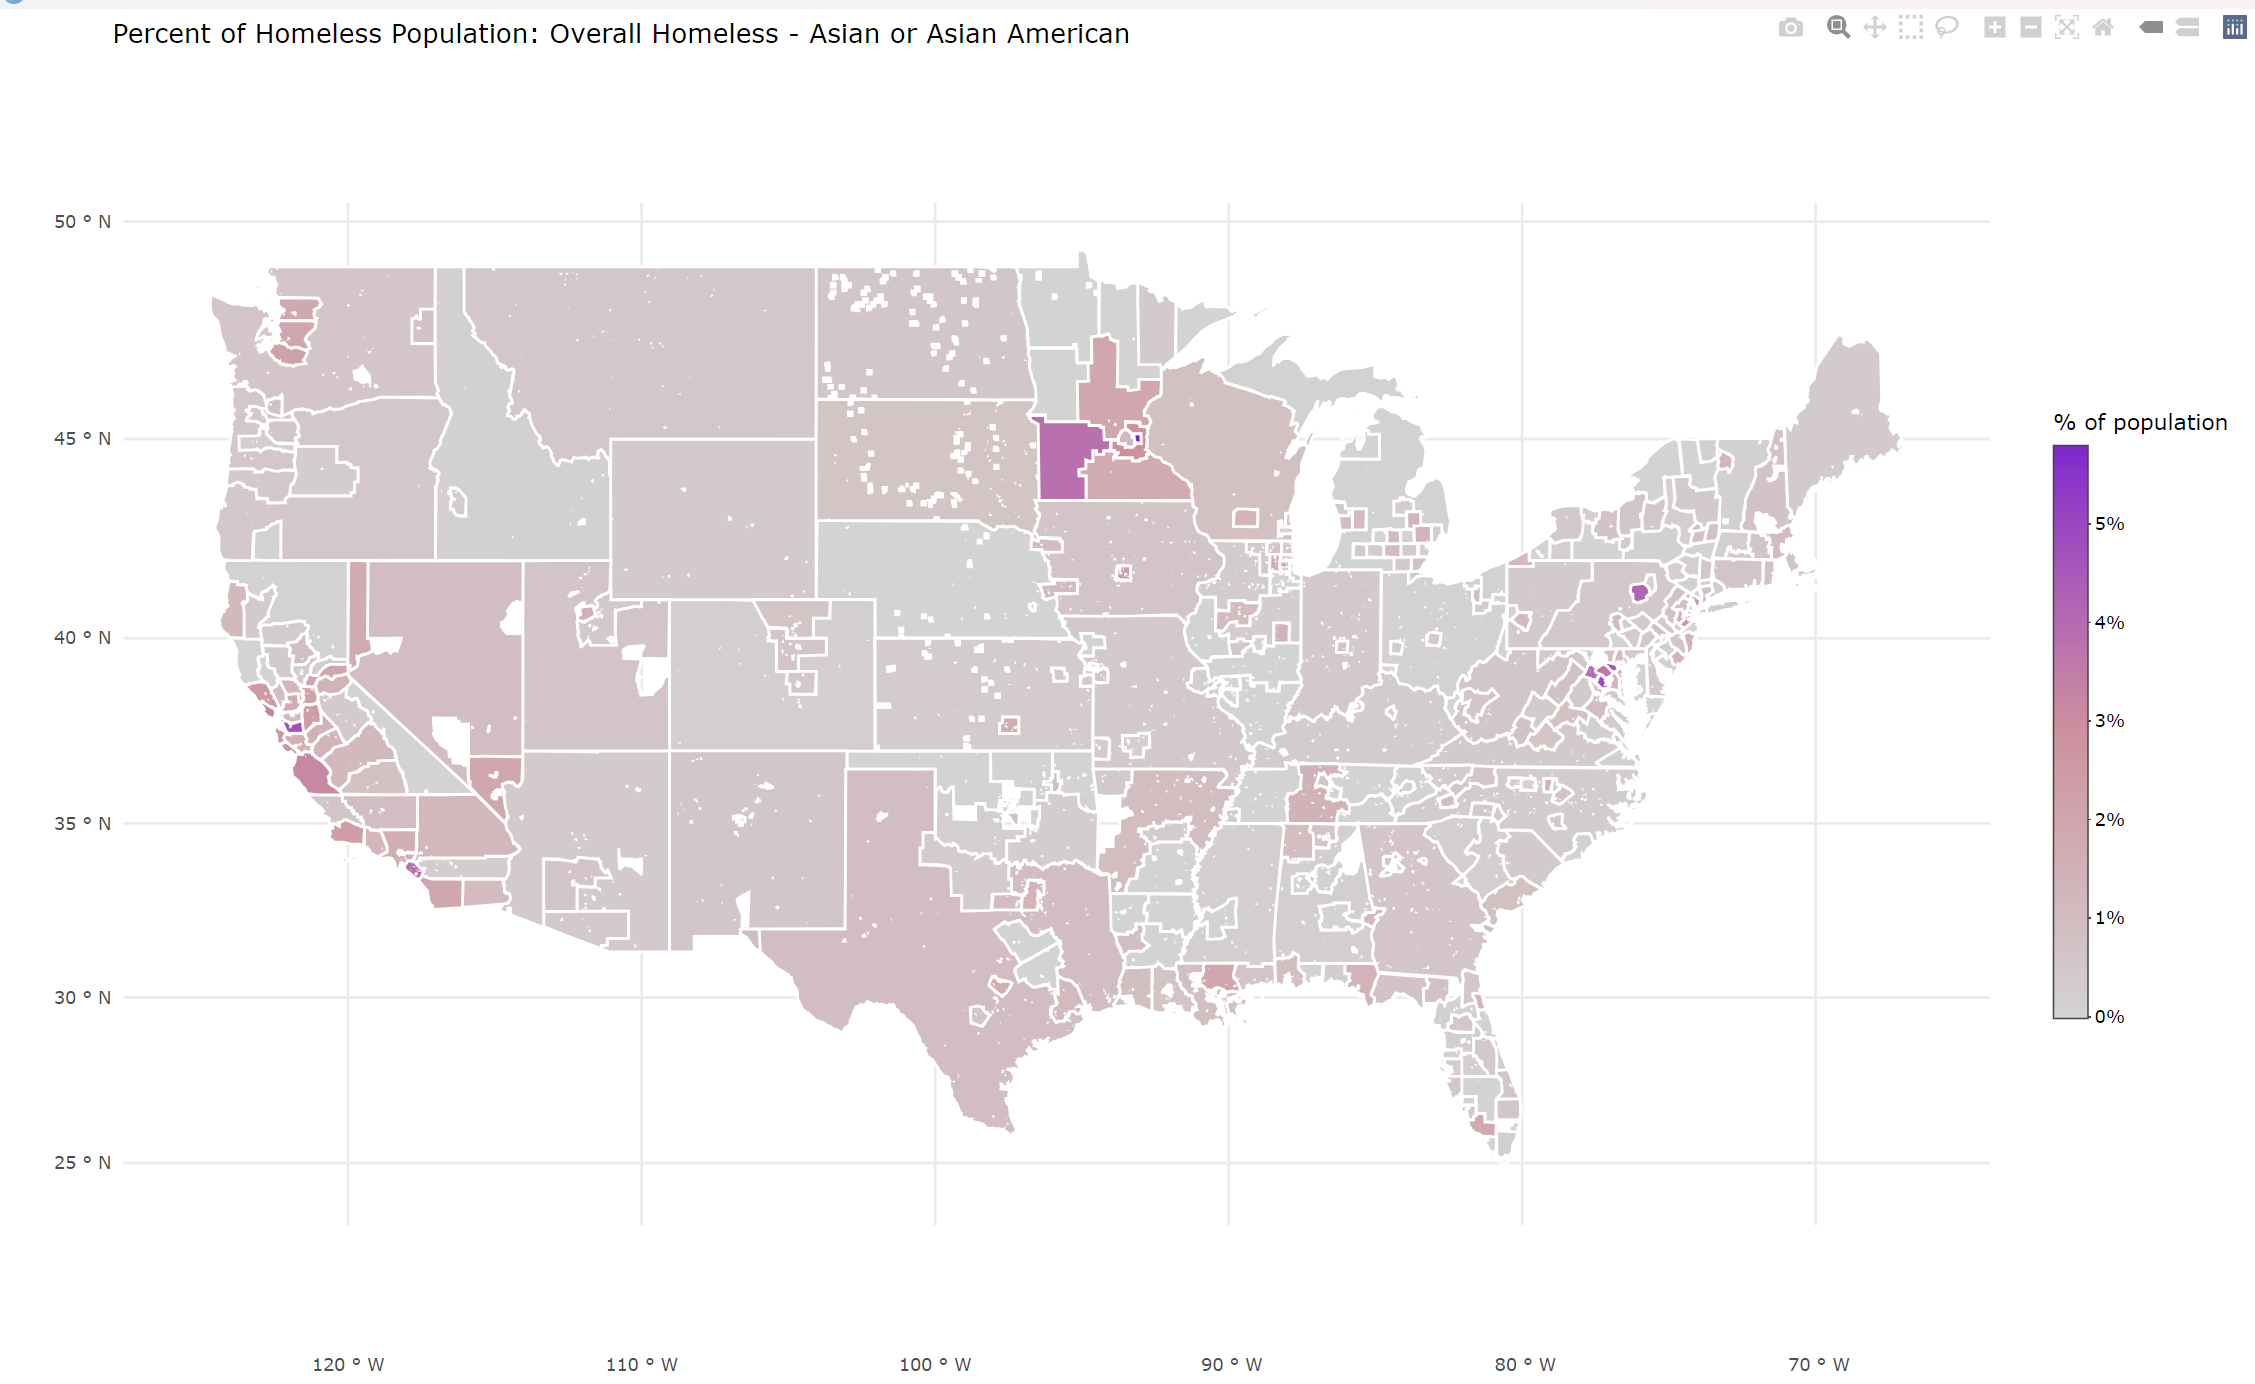 Percent of Homeless Population: Overall Homeless - Asian or Asian American
50 ° N
45 ° N
40 ° N
35 ° N
30 ° N
25 ° N
120 ° W
110 ° W
100 ° W
90 ° W
80 ° W
70 ° W
% of population
5%
4%
3%
2%
1%
0%